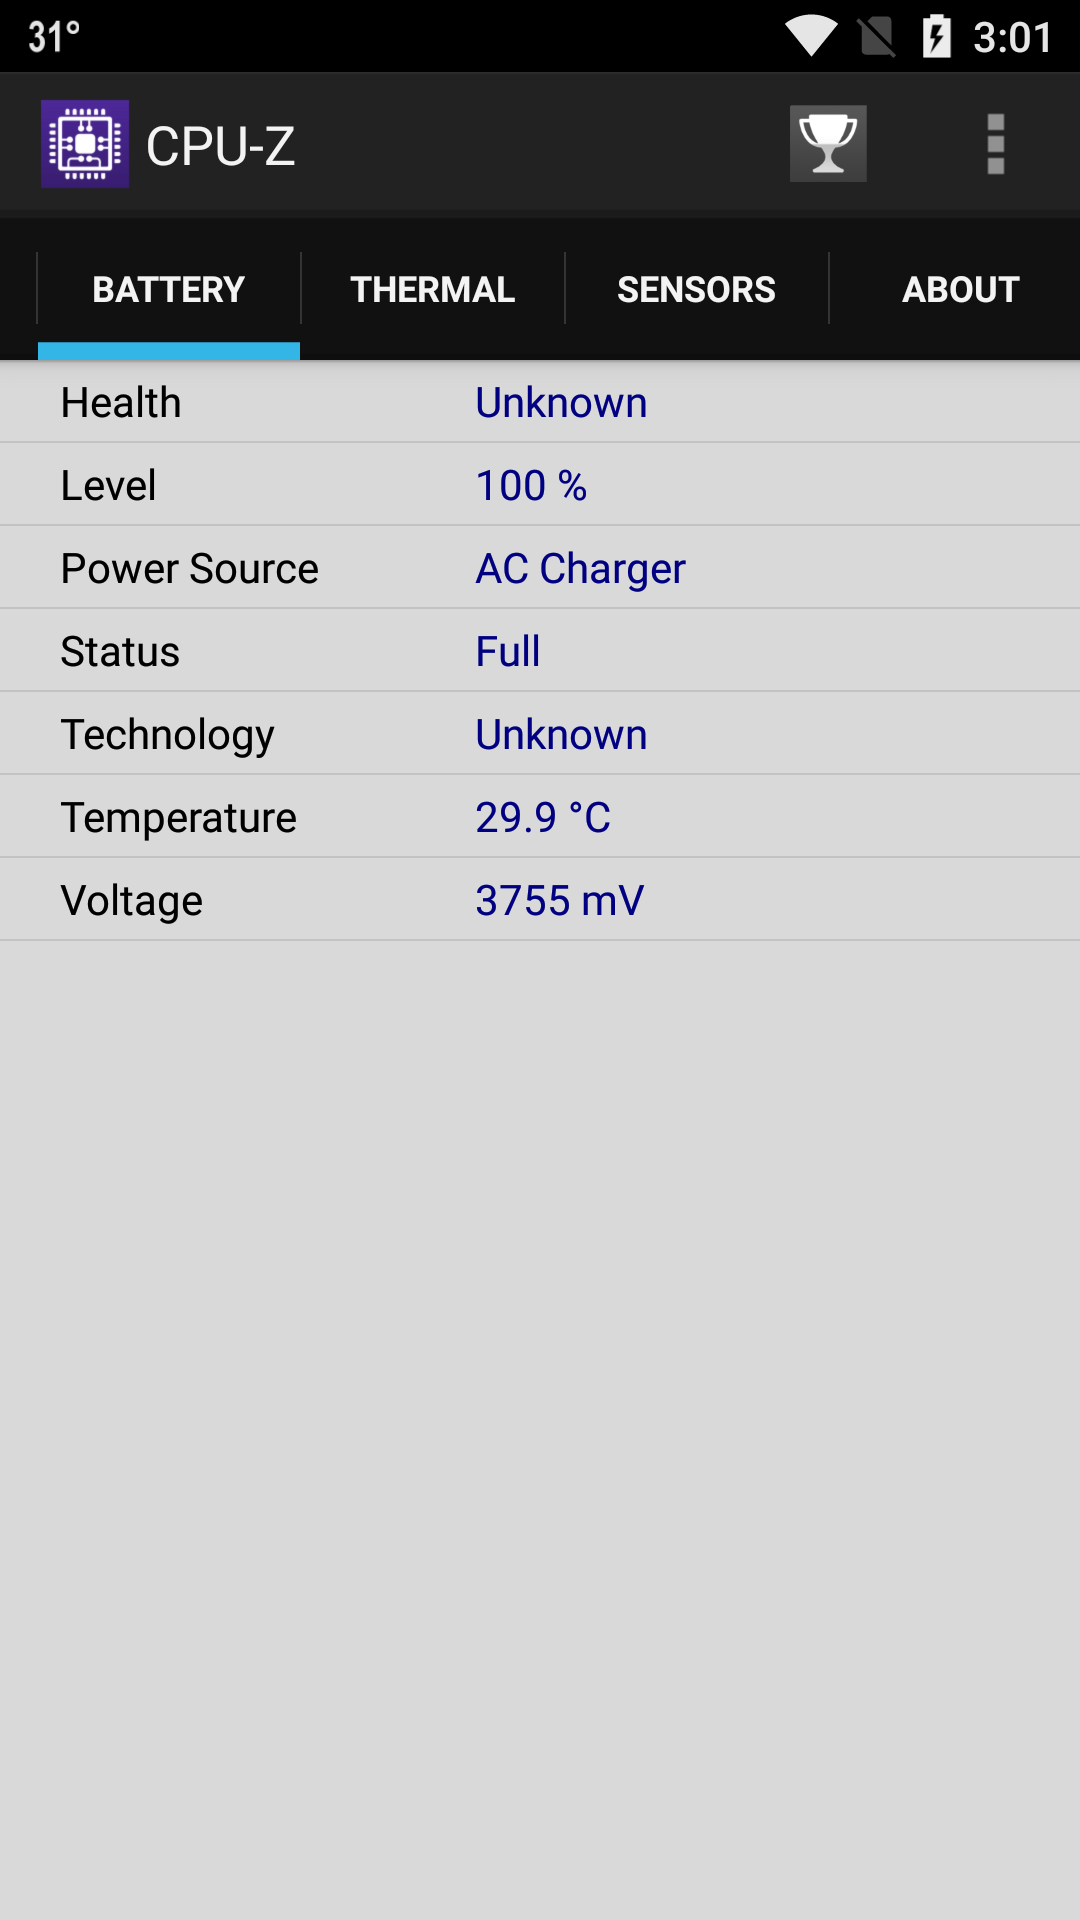 31° 3:01
CPU-Z
BATTERY THERMAL SENSORS ABOUT
Health Unknown
Level 100 %
Power Source AC Charger
Status Full
Technology Unknown
Temperature 29.9 °C
Voltage 3755 mV